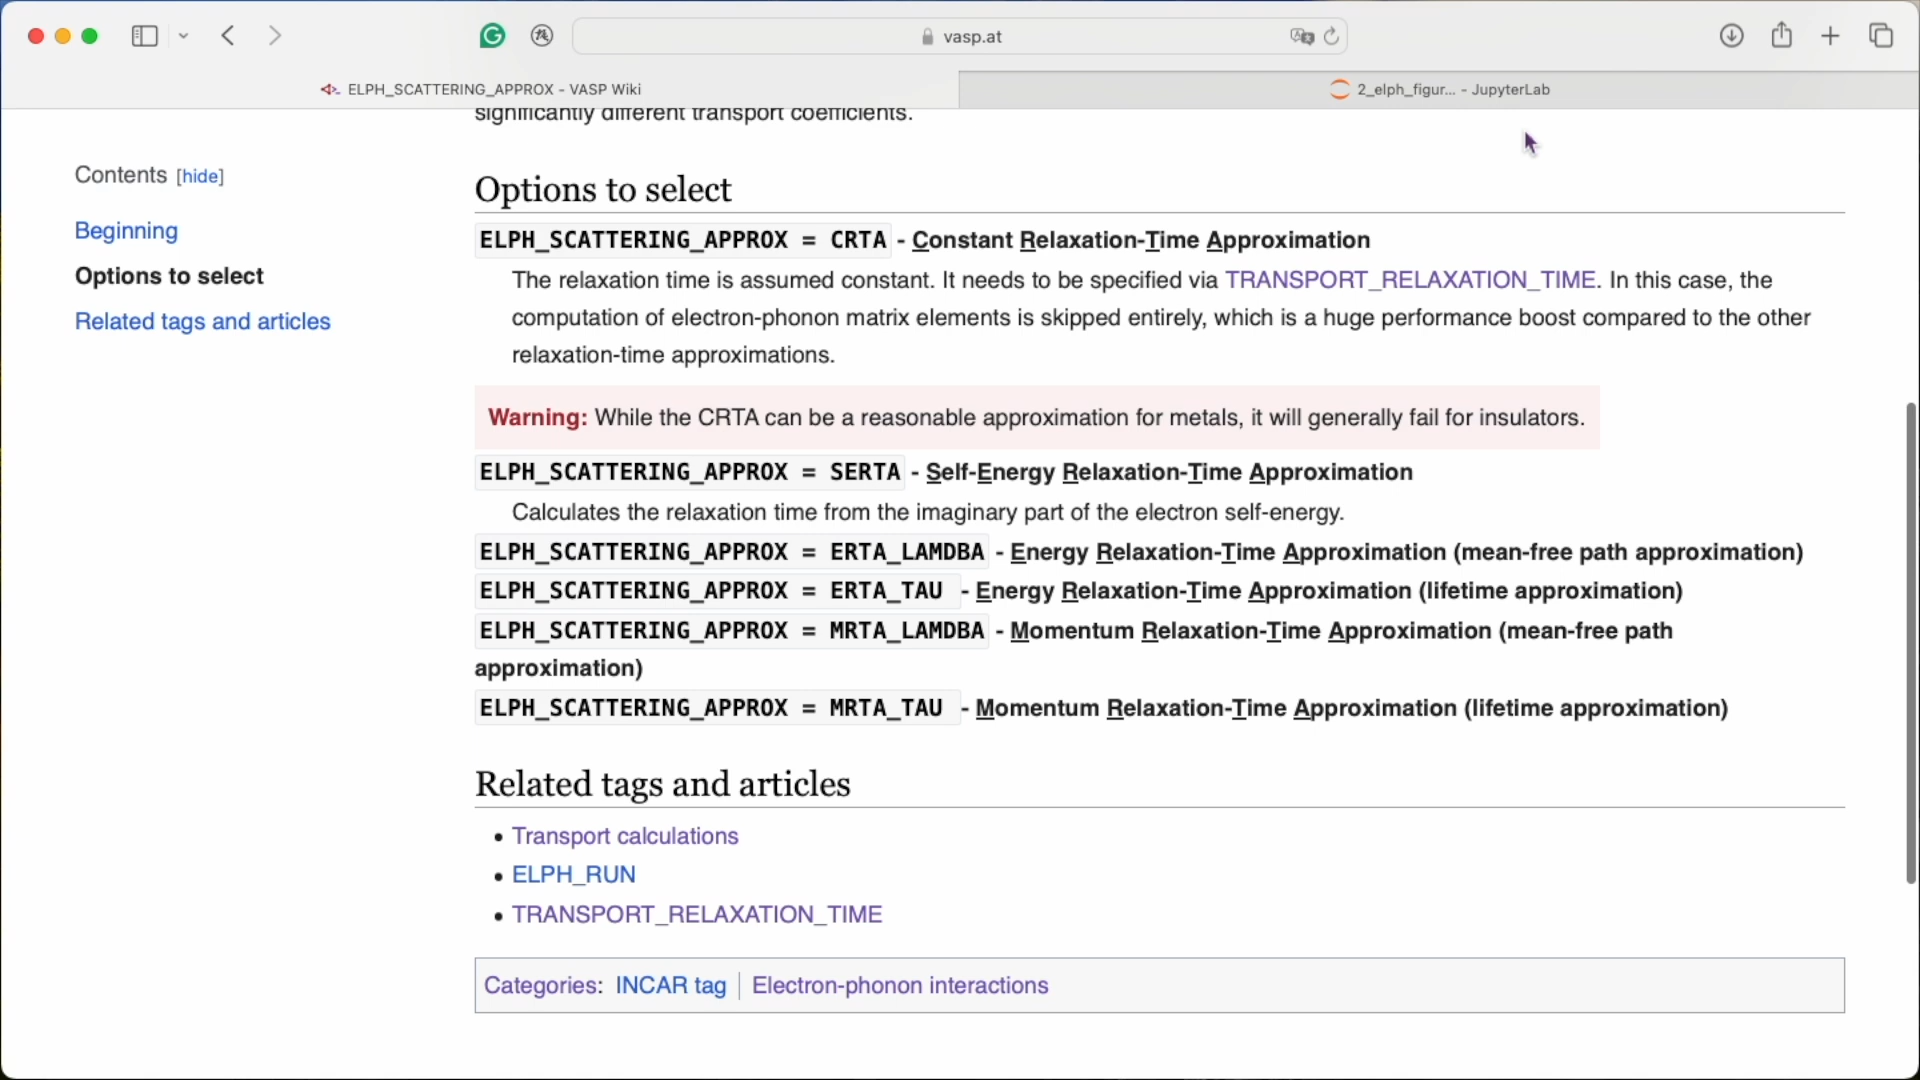 vasp.at
ELPH_SCATTERING_APPROX - VASP Wiki
2_elph_figur... - JupyterLab
significantly different transport coefficients.
Contents [hide]
Beginning
Options to select
Related tags and articles
Options to select
ELPH_SCATTERING_APPROX = CRTA - Constant Relaxation-Time Approximation
The relaxation time is assumed constant. It needs to be specified via TRANSPORT_RELAXATION_TIME. In this case, the
computation of electron-phonon matrix elements is skipped entirely, which is a huge performance boost compared to the other
relaxation-time approximations.
Warning: While the CRTA can be a reasonable approximation for metals, it will generally fail for insulators.
ELPH_SCATTERING_APPROX = SERTA - Self-Energy Relaxation-Time Approximation
Calculates the relaxation time from the imaginary part of the electron self-energy.
ELPH_SCATTERING_APPROX = ERTA_LAMDBA - Energy Relaxation-Time Approximation (mean-free path approximation)
ELPH_SCATTERING_APPROX = ERTA_TAU - Energy Relaxation-Time Approximation (lifetime approximation)
ELPH_SCATTERING_APPROX = MRTA_LAMDBA - Momentum Relaxation-Time Approximation (mean-free path
approximation)
ELPH_SCATTERING_APPROX = MRTA_TAU - Momentum Relaxation-Time Approximation (lifetime approximation)
Related tags and articles
• Transport calculations
• ELPH_RUN
• TRANSPORT_RELAXATION_TIME
Categories: INCAR tag | Electron-phonon interactions